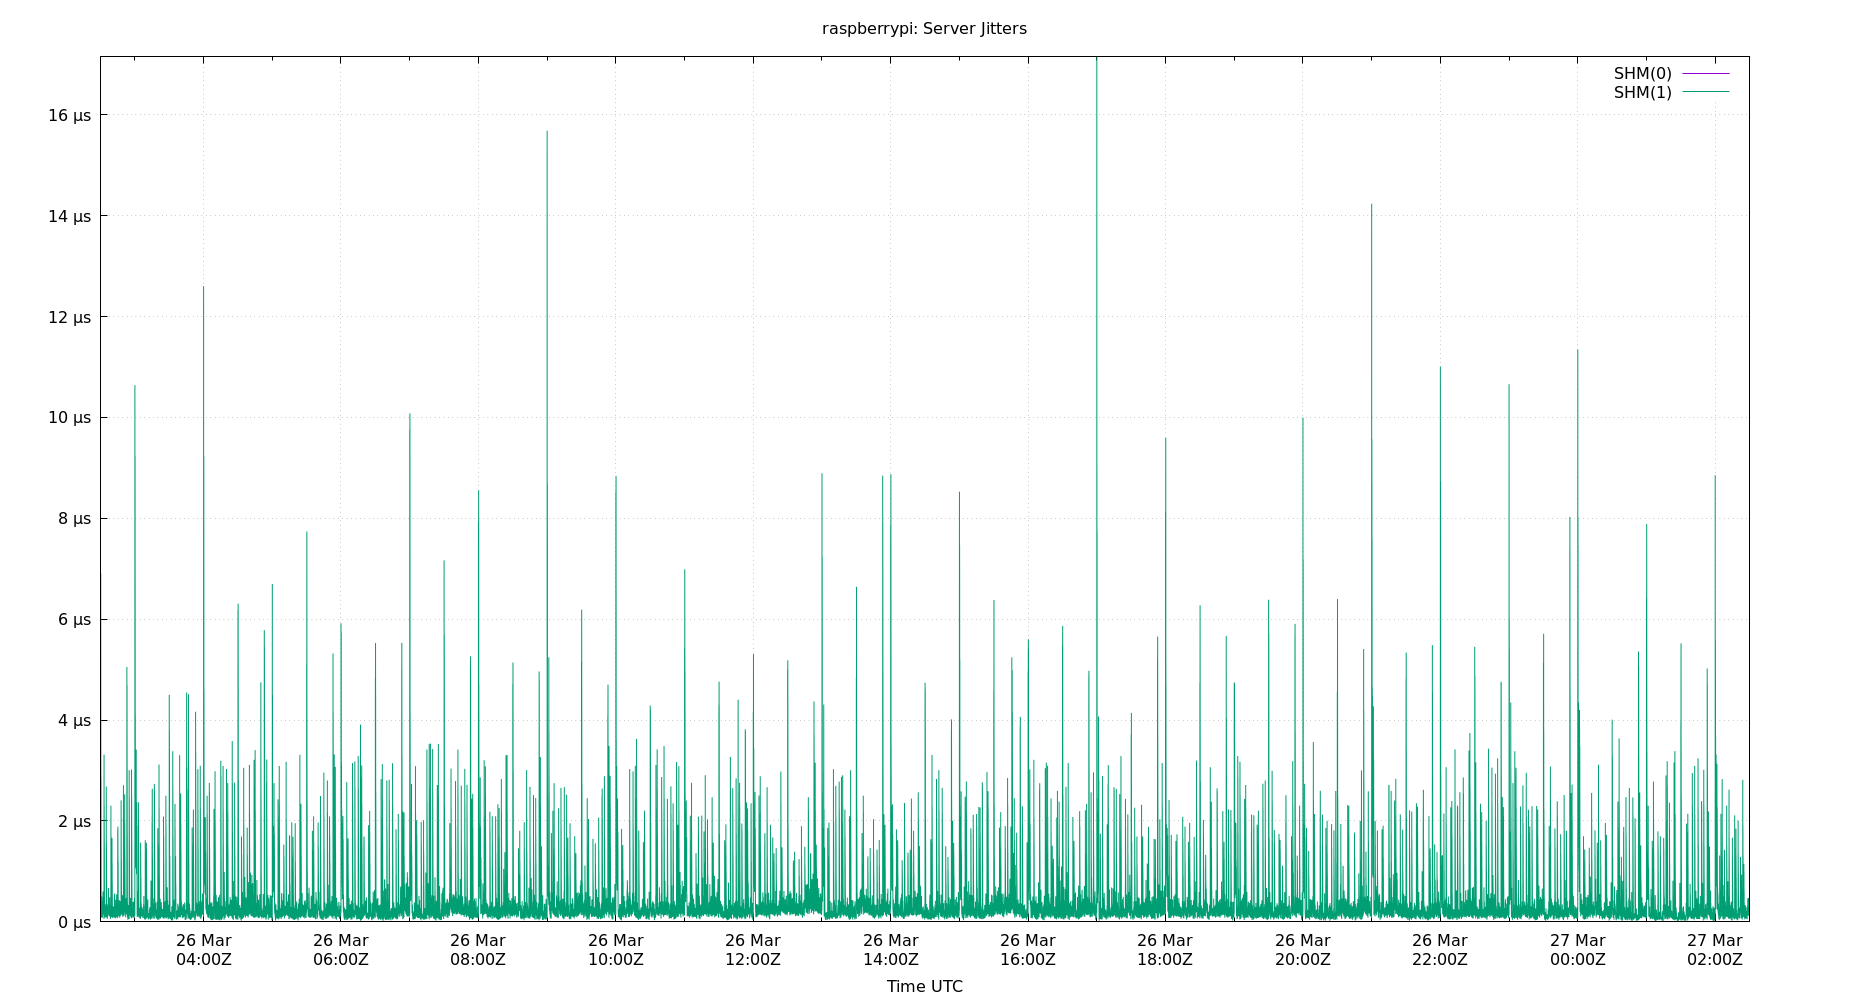 raspberrypi: Server Jitters
SHM(0)
SHM(1)
16 µs
14 µs
12 µs
10 µs
8 µs
6 µs
4 µs
2 µs
0 µs
26 Mar 26 Mar 26 Mar 26 Mar 26 Mar 26 Mar 26 Mar 26 Mar 26 Mar 26 Mar 27 Mar 27 Mar
04:00Z 06:00Z 08:00Z 10:00Z 12:00Z 14:00Z 16:00Z 18:00Z 20:00Z 22:00Z 00:00Z 02:00Z
Time UTC